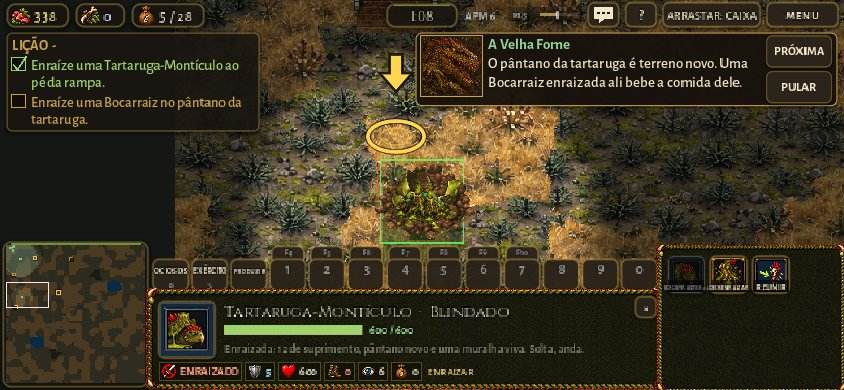 338
0
5 / 28
1:08
APM 6
?
ARRASTAR: CAIXA
MENU
LIÇÃO -
Enraíze uma Tartaruga-Montículo ao
pé da rampa.
Enraíze uma Bocarraiz no pântano da
tartaruga.
A Velha Fome
O pântano da tartaruga é terreno novo. Uma
Bocarraiz enraizada ali bebe a comida dele.
PRÓXIMA
PULAR
OCIOSOS
EXÉRCITO
1
2
3
4
5
6
7
8
9
0
Tartaruga-Montículo · Blindado
600 / 600
Enraizada: 12 de suprimento, pântano novo e uma muralha viva. Solta, anda.
ENRAIZADO
5
600
0
6
0
ENRAIZAR